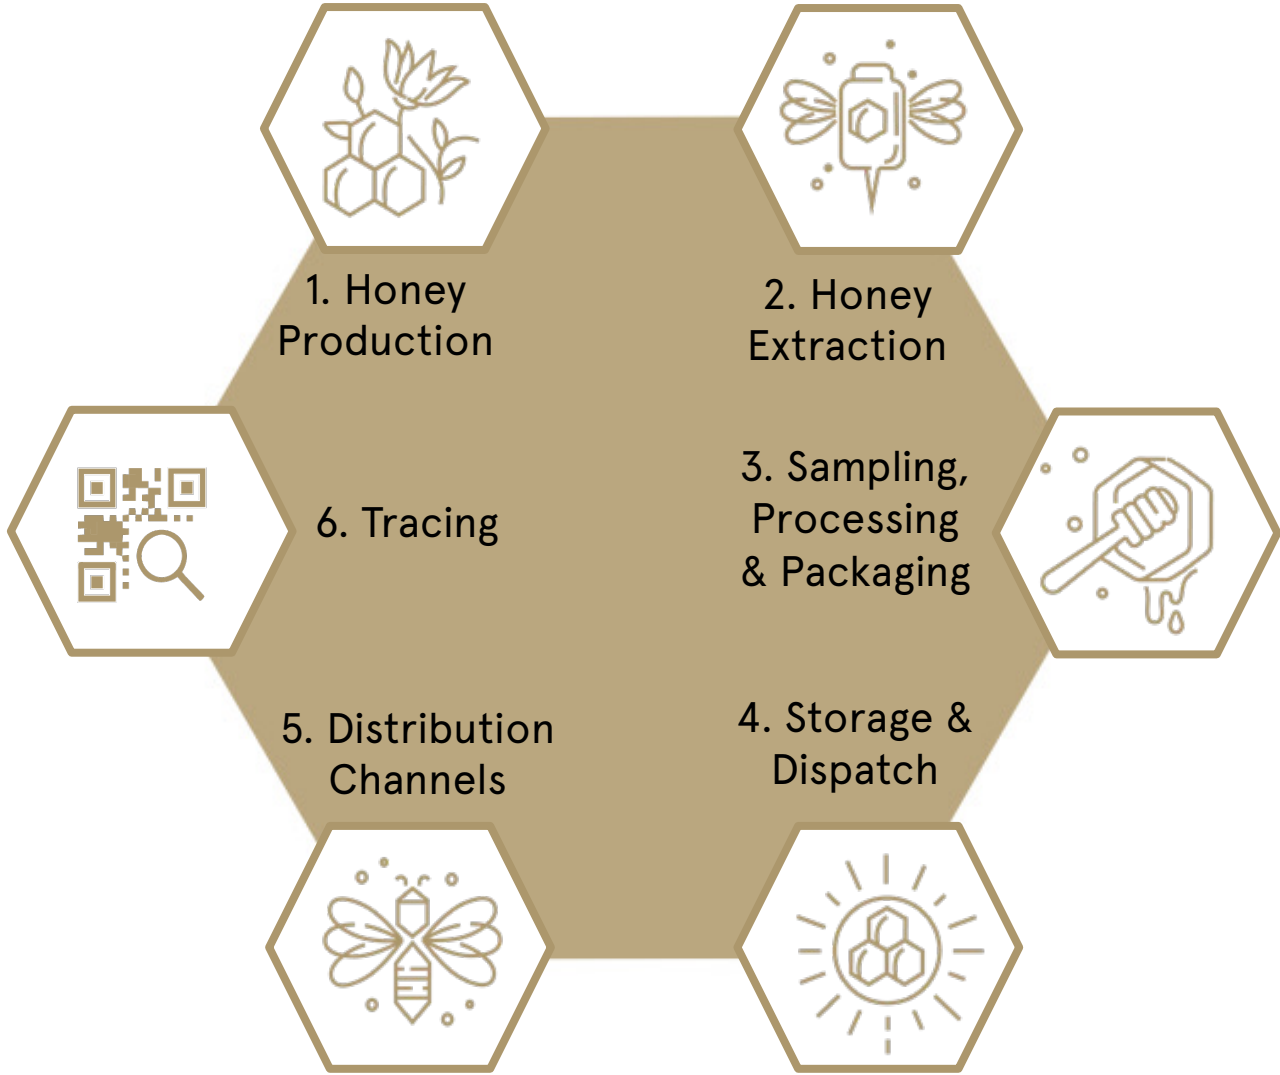 1. Honey
Production
2. Honey
Extraction
3. Sampling,
Processing
& Packaging
4. Storage &
Dispatch
5. Distribution
Channels
6. Tracing